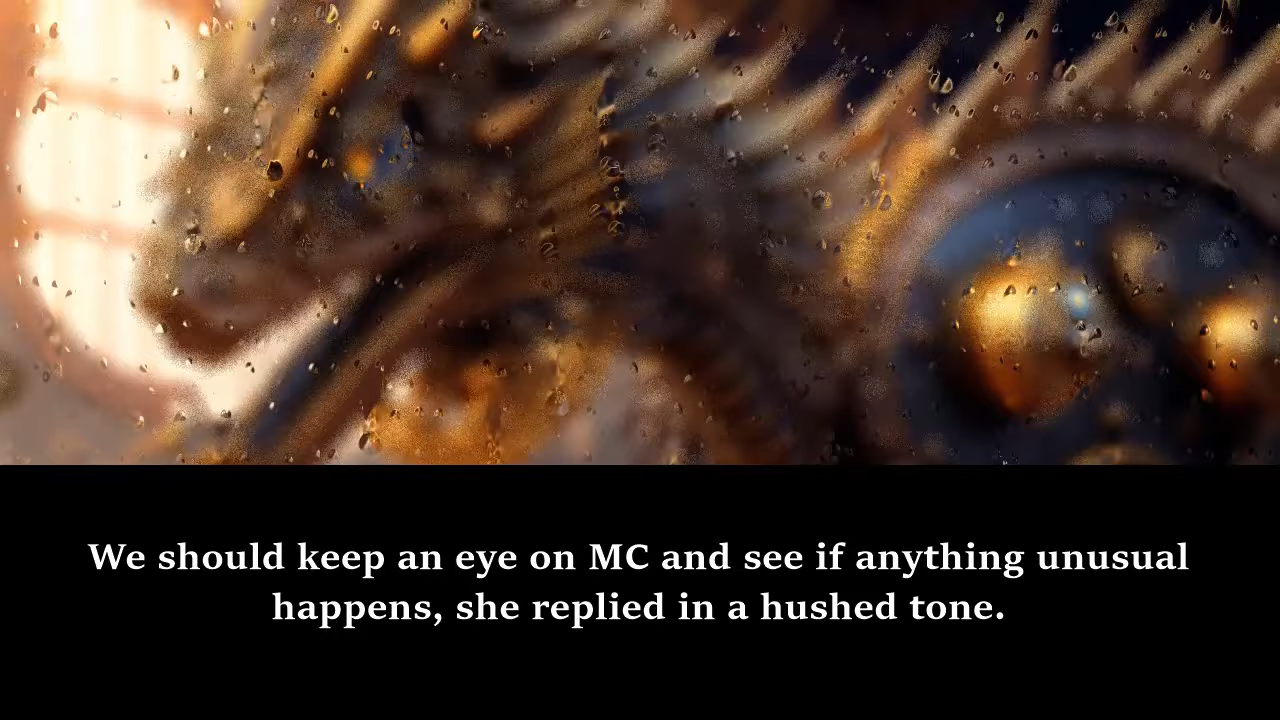 We should keep an eye on MC and see if anything unusual
happens, she replied in a hushed tone.